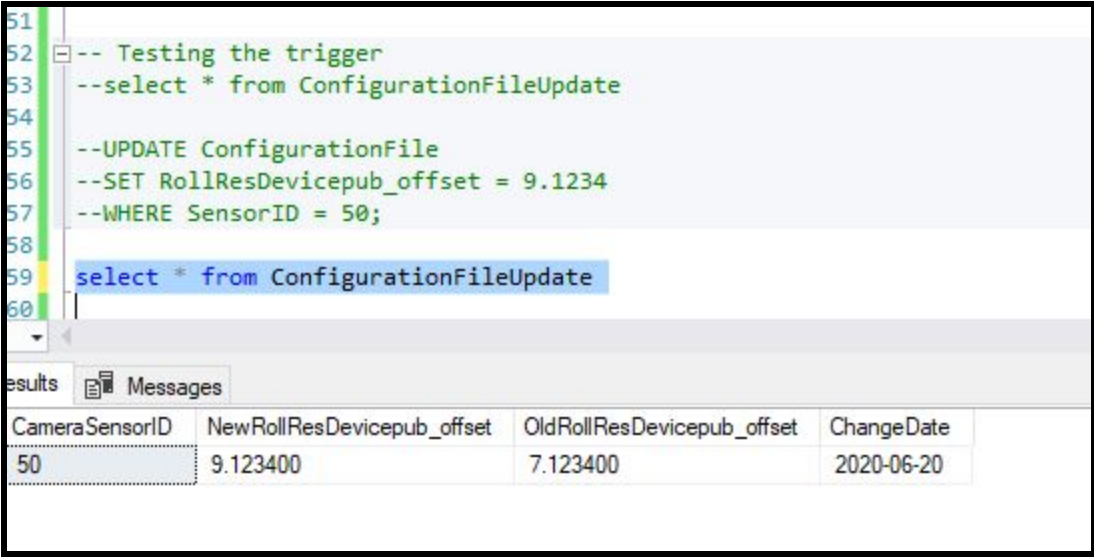 51
52 -- Testing the trigger
53 --select * from ConfigurationFileUpdate
54
55 --UPDATE ConfigurationFile
56 --SET RollResDevicepub_offset = 9.1234
57 --WHERE SensorID = 50;
58
59 select * from ConfigurationFileUpdate
60
esults Messages
CameraSensorID NewRollResDevicepub_offset OldRollResDevicepub_offset ChangeDate
50 9.123400 7.123400 2020-06-20